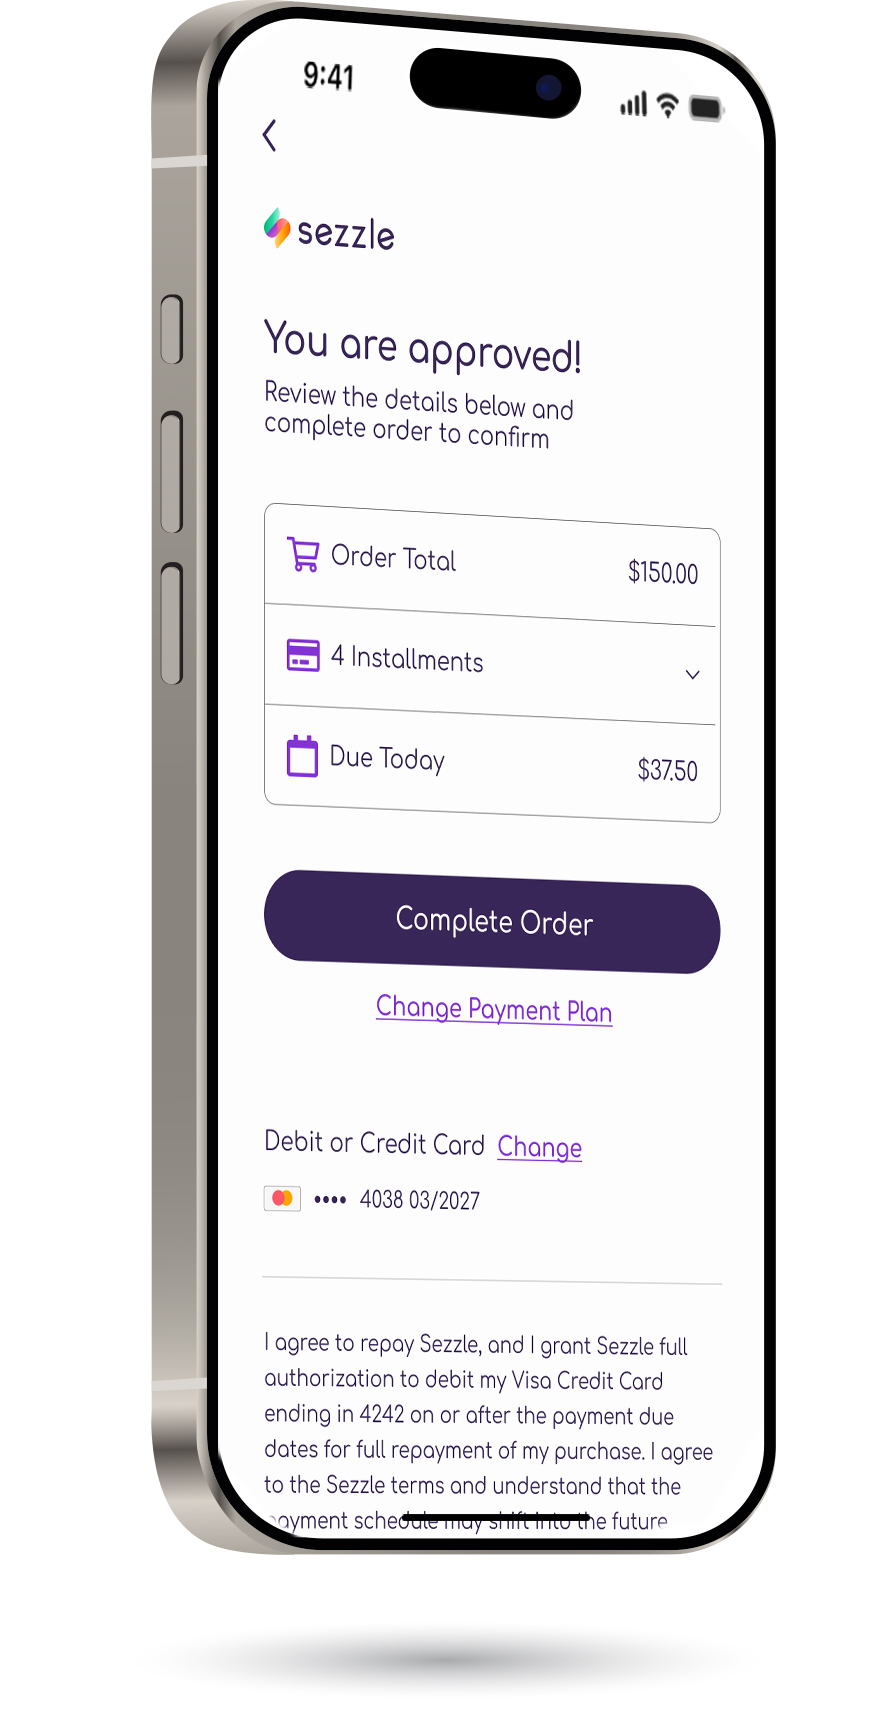 9:41
sezzle
You are approved!
Review the details below and
complete order to confirm
Order Total $150.00
4 Installments
Due Today $37.50
Complete Order
Change Payment Plan
Debit or Credit Card Change
•••• 4038 03/2027
I agree to repay Sezzle, and I grant Sezzle full
authorization to debit my Visa Credit Card
ending in 4242 on or after the payment due
dates for full repayment of my purchase. I agree
to the Sezzle terms and understand that the
payment schedule may shift into the future